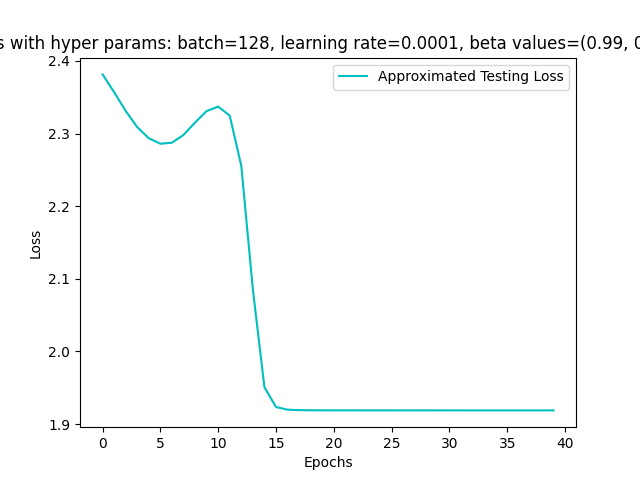 s with hyper params: batch=128, learning rate=0.0001, beta values=(0.99, 0
Approximated Testing Loss
2.4
2.3
2.2
2.1
2.0
1.9
Loss
0 5 10 15 20 25 30 35 40
Epochs